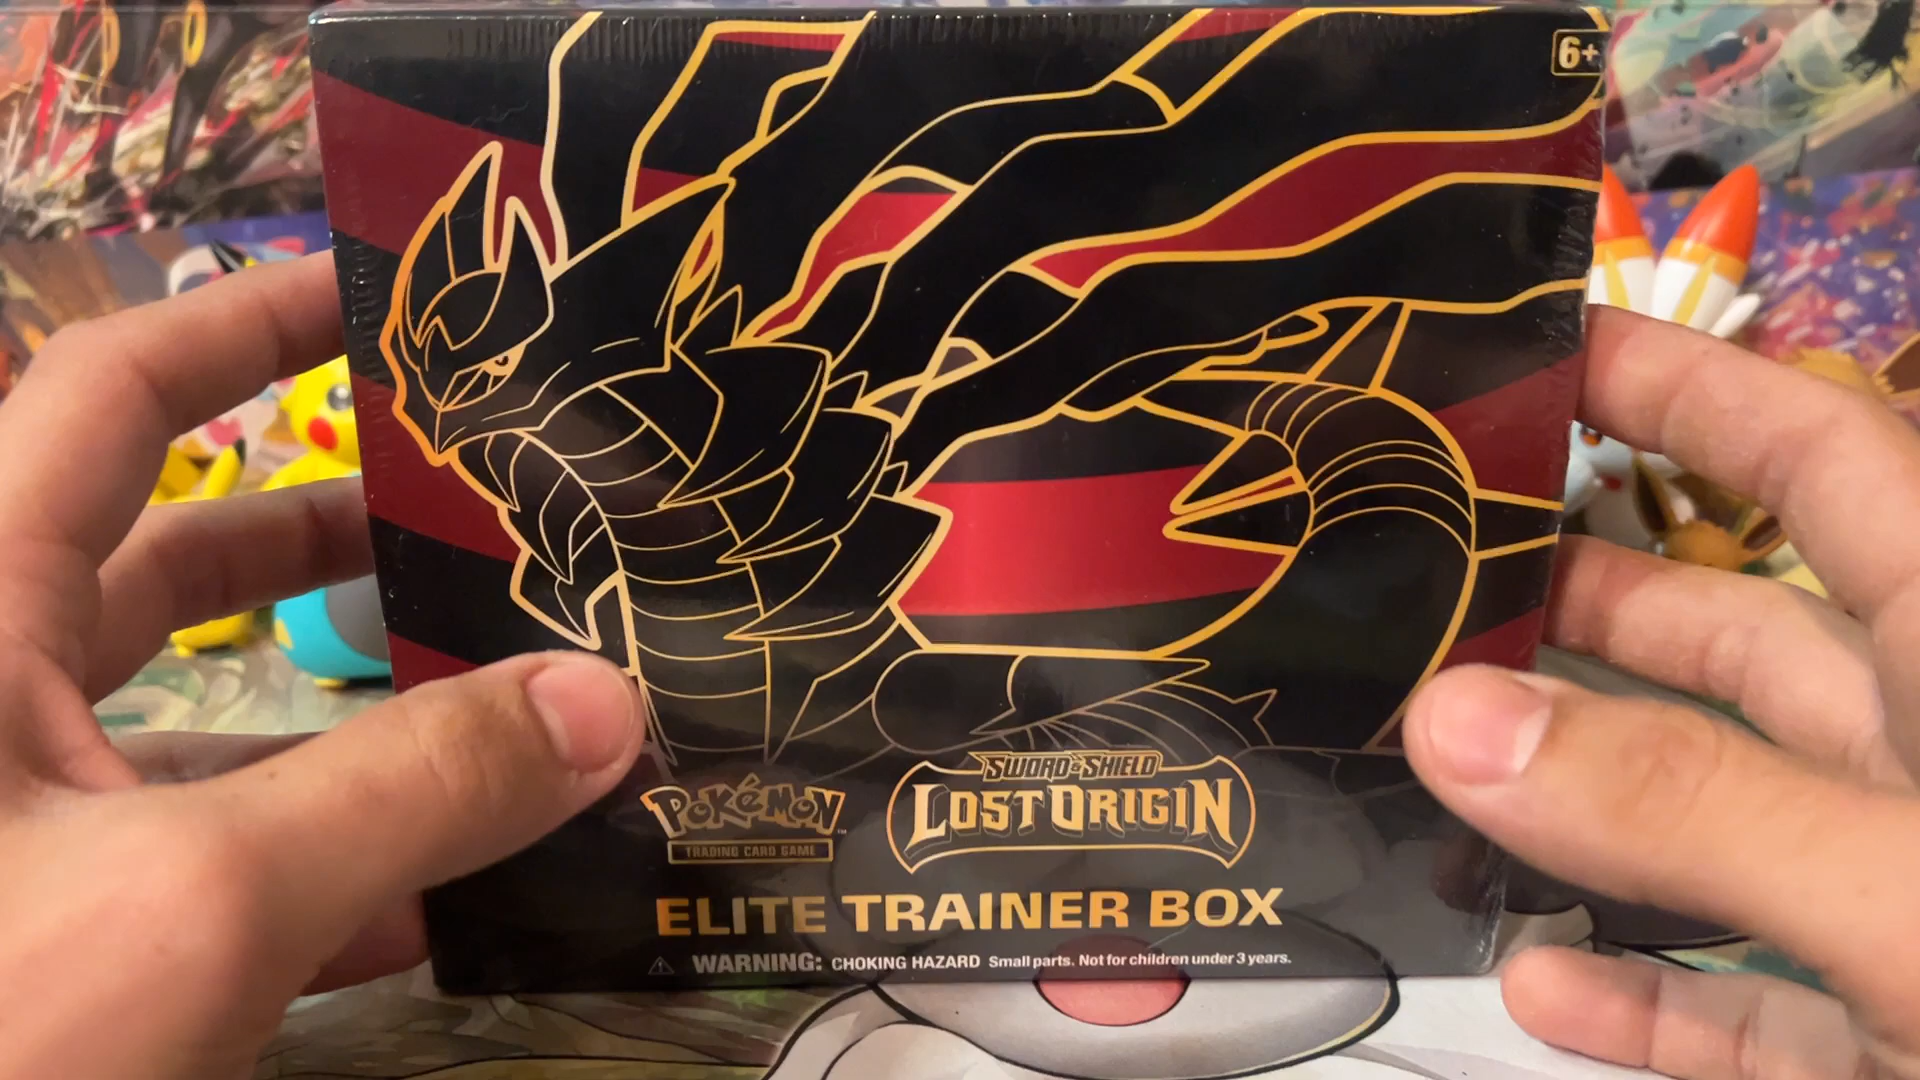 6+
POKéMON™
TRADING CARD GAME
SWORD & SHIELD
LOST ORIGIN
ELITE TRAINER BOX
⚠ WARNING: CHOKING HAZARD Small parts. Not for children under 3 years.